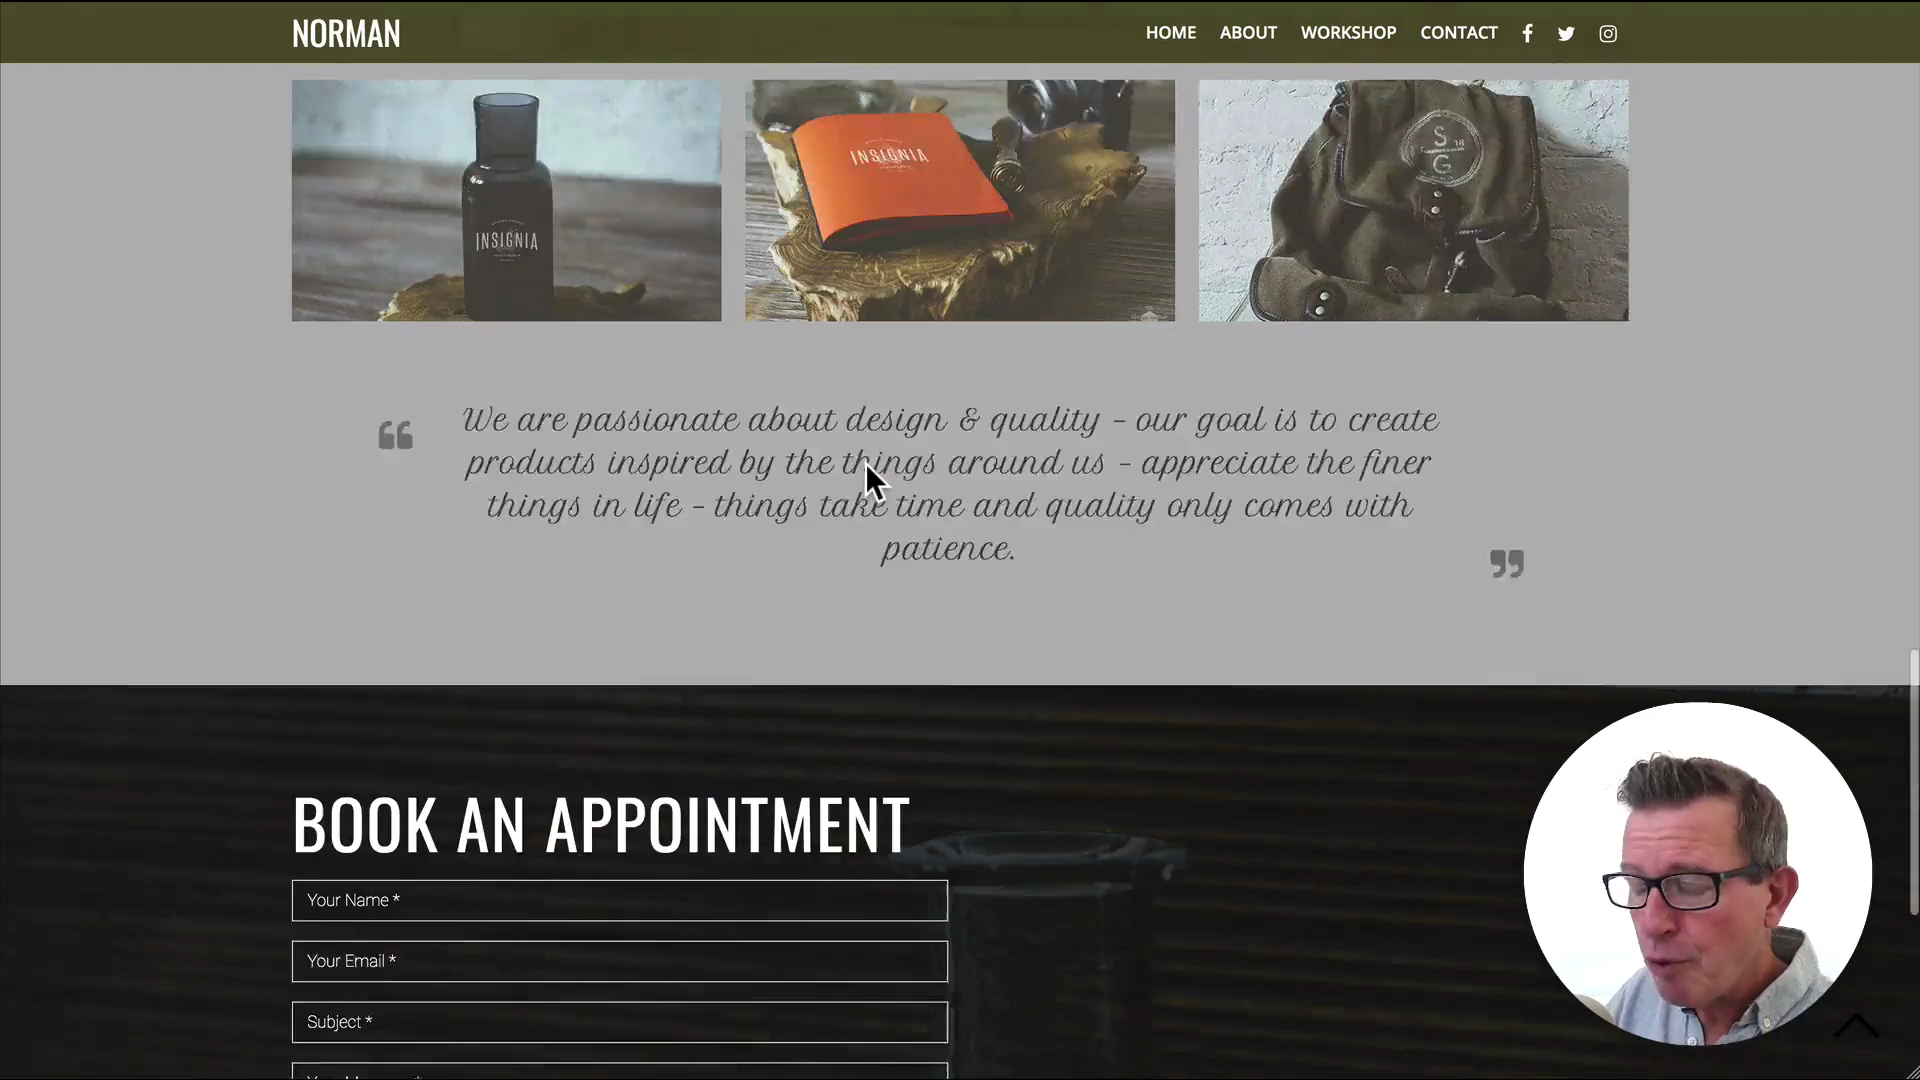 NORMAN
HOME ABOUT WORKSHOP CONTACT
INSIGNIA
INSIGNIA
S
18
G
We are passionate about design & quality - our goal is to create
products inspired by the things around us - appreciate the finer
things in life - things take time and quality only comes with
patience.
BOOK AN APPOINTMENT
Your Name *
Your Email *
Subject *